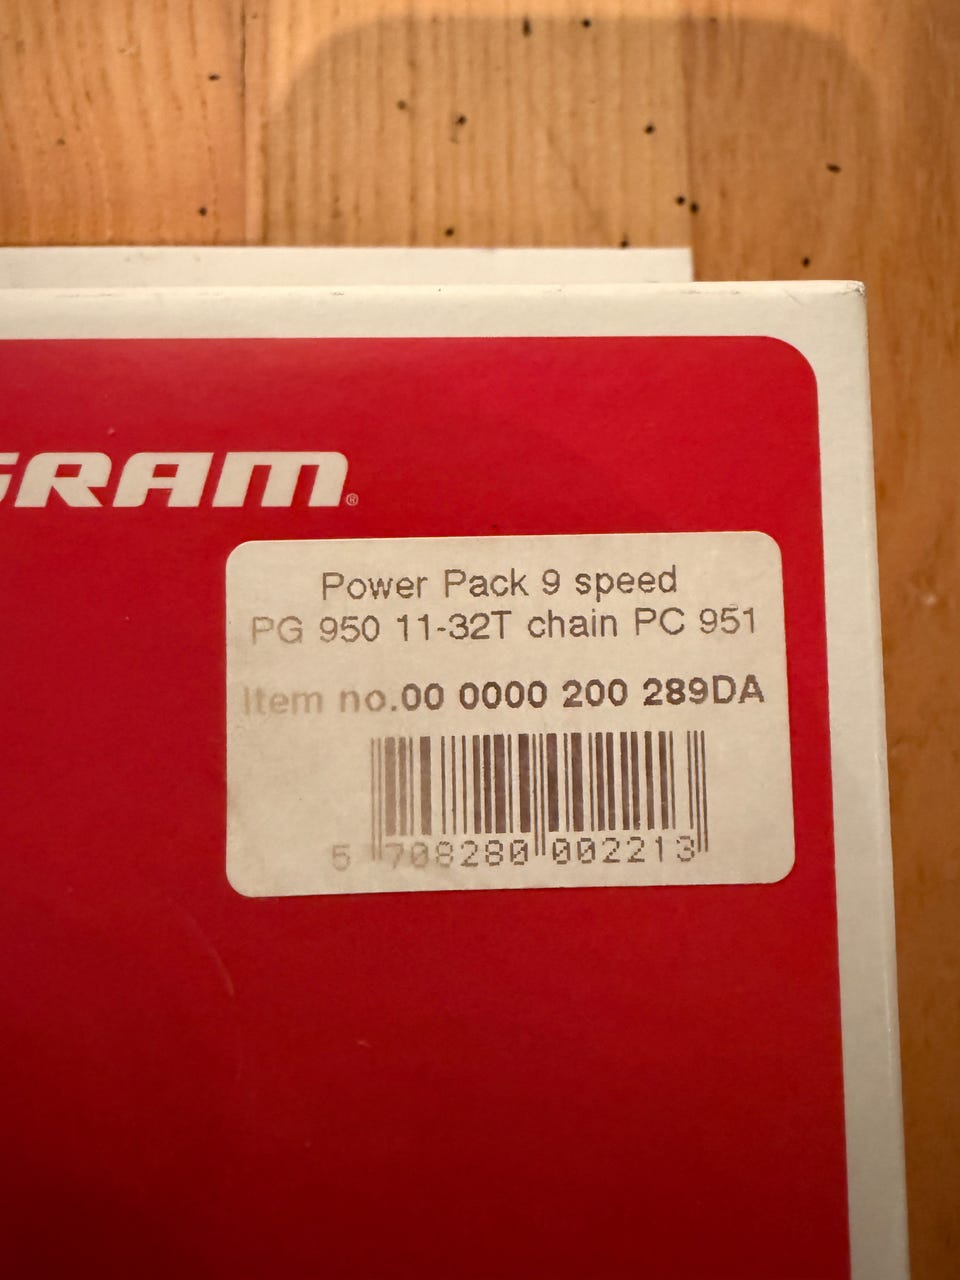 SRAM®
Power Pack 9 speed
PG 950 11-32T chain PC 951
Item no.00 0000 200 289DA
5 708280 002213